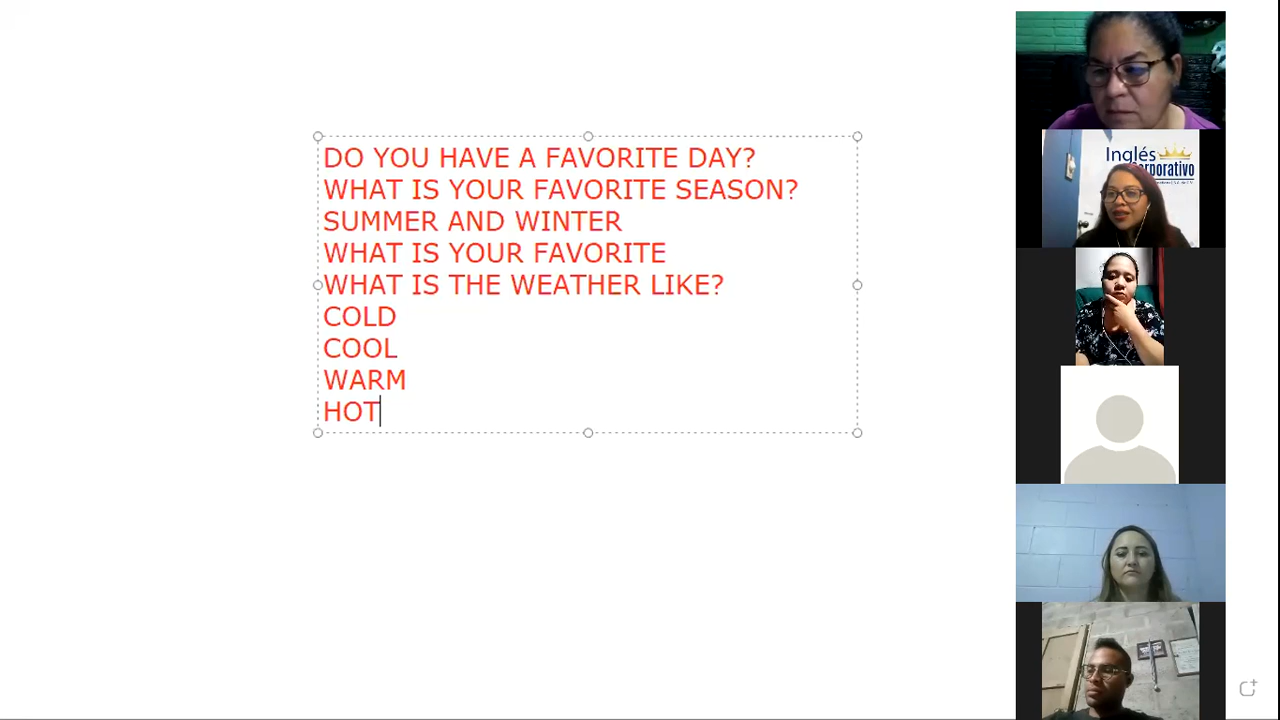 DO YOU HAVE A FAVORITE DAY?
WHAT IS YOUR FAVORITE SEASON?
SUMMER AND WINTER
WHAT IS YOUR FAVORITE
WHAT IS THE WEATHER LIKE?
COLD
COOL
WARM
HOT
Inglés
Corporativo